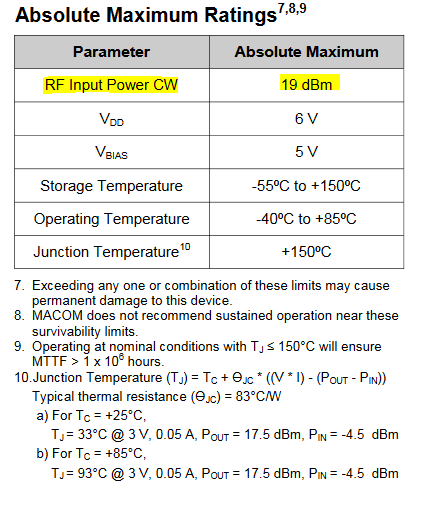 Absolute Maximum Ratings7,8,9
Parameter Absolute Maximum
RF Input Power CW 19 dBm
VDD 6 V
VBIAS 5 V
Storage Temperature -55ºC to +150ºC
Operating Temperature -40ºC to +85ºC
Junction Temperature10 +150ºC
7. Exceeding any one or combination of these limits may cause
permanent damage to this device.
8. MACOM does not recommend sustained operation near these
survivability limits.
9. Operating at nominal conditions with TJ ≤ 150°C will ensure
MTTF > 1 x 106 hours.
10.Junction Temperature (TJ) = TC + ΘJC * ((V * I) - (POUT - PIN))
Typical thermal resistance (ΘJC) = 83°C/W
a) For TC = +25°C,
TJ = 33°C @ 3 V, 0.05 A, POUT = 17.5 dBm, PIN = -4.5 dBm
b) For TC = +85°C,
TJ = 93°C @ 3 V, 0.05 A, POUT = 17.5 dBm, PIN = -4.5 dBm